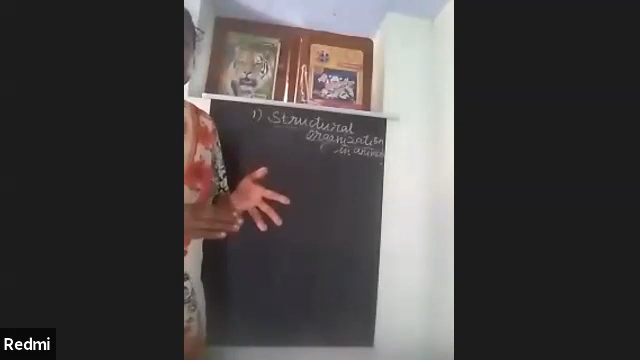 1) Structural
Organization
in animals
Redmi